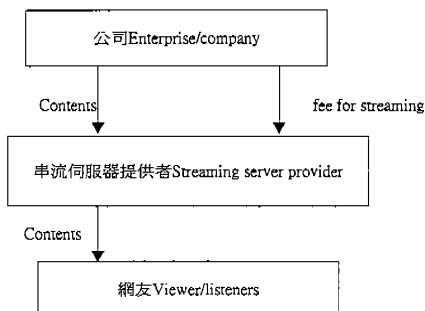 公司Enterprise/company
Contents
fee for streaming
串流伺服器提供者Streaming server provider
Contents
網友Viewer/listeners